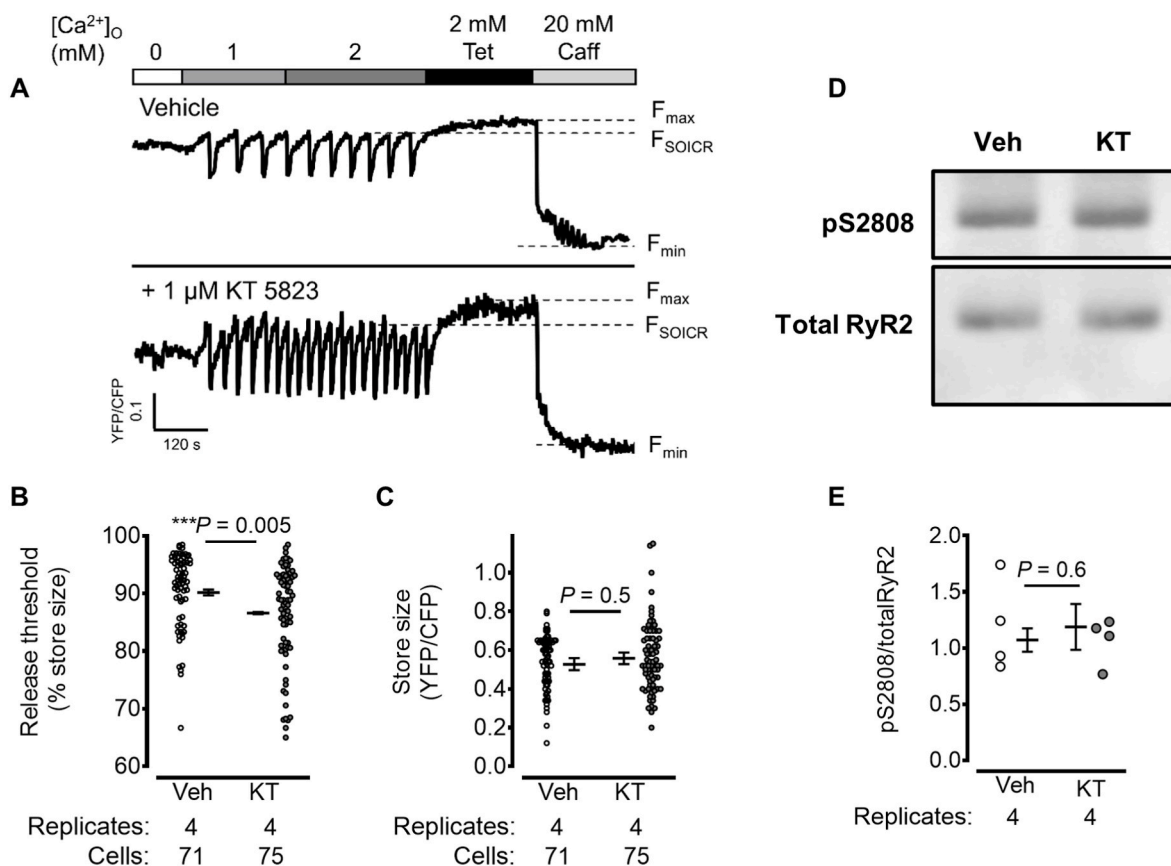 [Ca²⁺]O
(mM)
0 1 2
2 mM
Tet
20 mM
Caff
A
Vehicle
Fmax
FSOICR
Fmin
+ 1 µM KT 5823
Fmax
FSOICR
Fmin
YFP/CFP
0.1
120 s
D
Veh KT
pS2808
Total RyR2
B
***P = 0.005
Release threshold
(% store size)
100
90
80
70
60
Veh KT
Replicates: 4 4
Cells: 71 75
C
P = 0.5
Store size
(YFP/CFP)
1.0
0.8
0.6
0.4
0.2
0.0
Veh KT
Replicates: 4 4
Cells: 71 75
E
P = 0.6
pS2808/totalRyR2
2.0
1.5
1.0
0.5
0.0
Veh KT
Replicates: 4 4